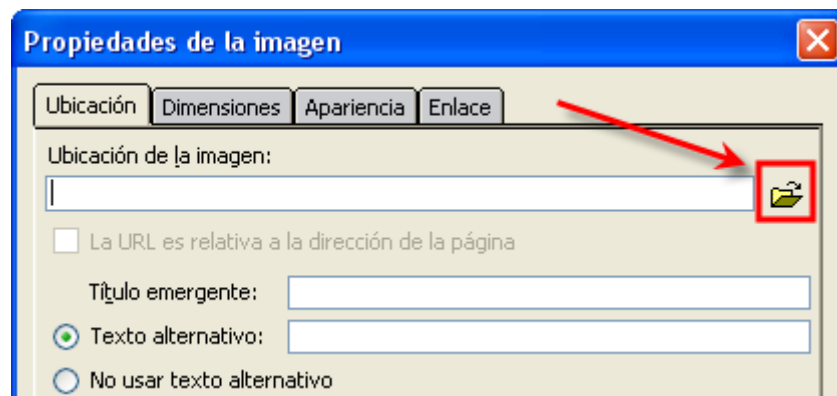 Propiedades de la imagen
Ubicación Dimensiones Apariencia Enlace
Ubicación de la imagen:
La URL es relativa a la dirección de la página
Título emergente:
Texto alternativo:
No usar texto alternativo